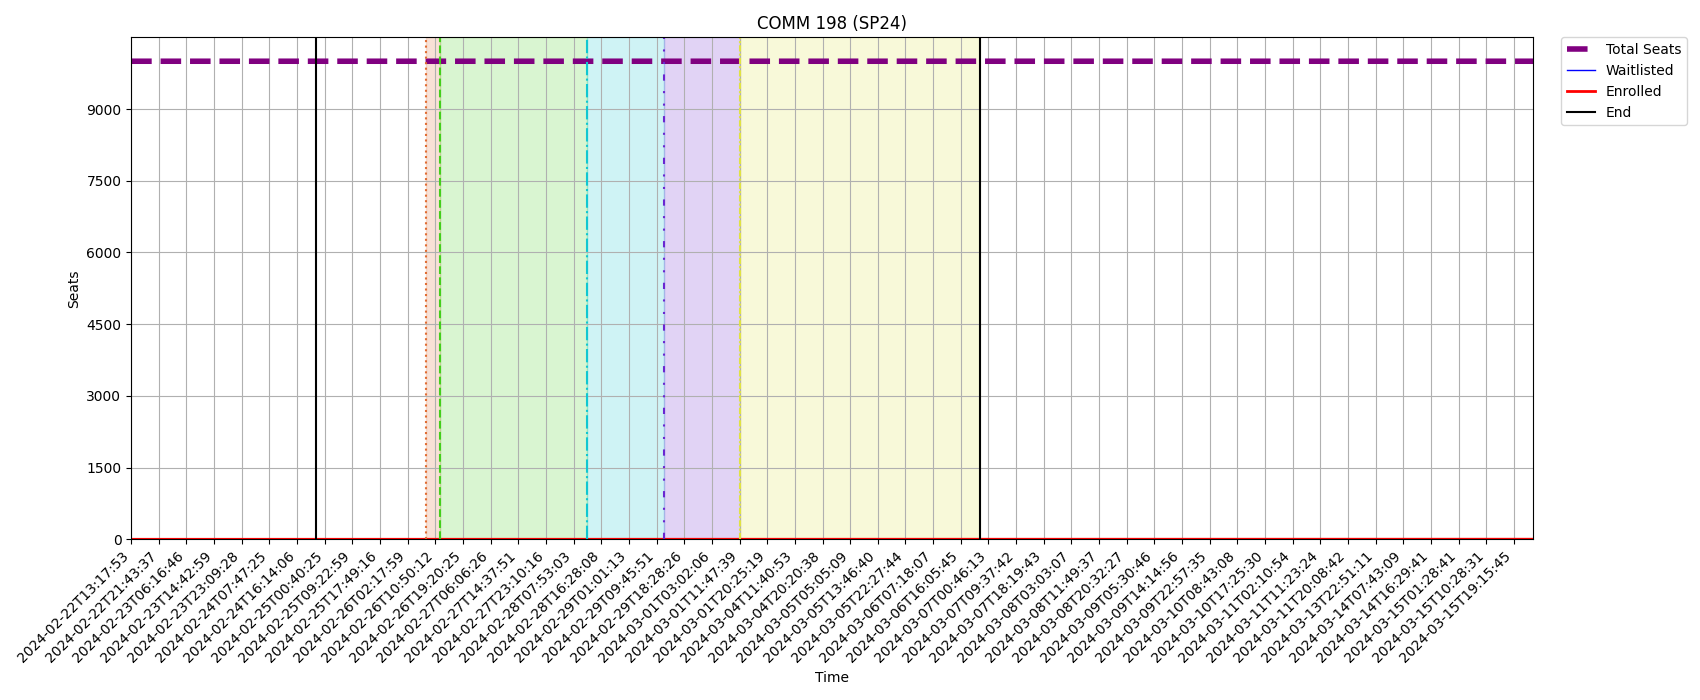 COMM 198 (SP24)
Total Seats
Waitlisted
Enrolled
End
Seats
9000
7500
6000
4500
3000
1500
0
2024-02-22T13:17:53
2024-02-22T21:43:37
2024-02-23T06:16:46
2024-02-23T14:42:59
2024-02-23T23:09:28
2024-02-24T07:47:25
2024-02-24T16:14:06
2024-02-25T00:40:25
2024-02-25T09:22:59
2024-02-25T17:49:16
2024-02-26T02:17:59
2024-02-26T10:50:12
2024-02-26T19:20:25
2024-02-27T06:06:26
2024-02-27T14:37:51
2024-02-27T23:10:16
2024-02-28T07:53:03
2024-02-28T16:28:08
2024-02-29T01:01:13
2024-02-29T09:45:51
2024-02-29T18:28:26
2024-03-01T03:02:06
2024-03-01T11:47:39
2024-03-01T20:25:19
2024-03-04T11:40:53
2024-03-04T20:20:38
2024-03-05T05:05:09
2024-03-05T13:46:40
2024-03-05T22:27:44
2024-03-06T07:18:07
2024-03-06T16:05:45
2024-03-07T00:46:13
2024-03-07T09:37:42
2024-03-07T18:19:43
2024-03-08T03:03:07
2024-03-08T11:49:37
2024-03-08T20:32:27
2024-03-09T05:30:46
2024-03-09T14:14:56
2024-03-09T22:57:35
2024-03-10T08:43:08
2024-03-10T17:25:30
2024-03-11T02:10:54
2024-03-11T11:23:24
2024-03-11T20:08:42
2024-03-13T22:51:11
2024-03-14T07:43:09
2024-03-14T16:29:41
2024-03-15T01:28:41
2024-03-15T10:28:31
2024-03-15T19:15:45
Time